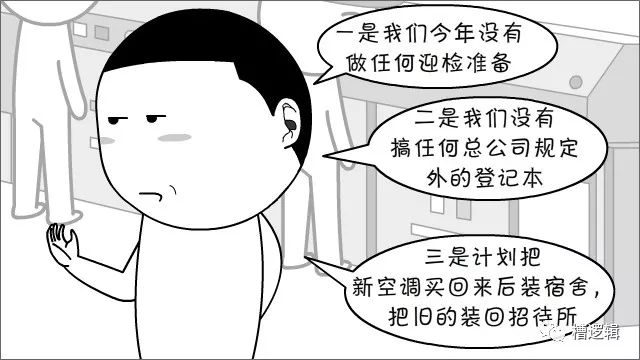 一是我们今年没有
做任何迎检准备
二是我们没有
搞任何总公司规定
外的登记本
三是计划把
新空调买回来后装宿舍，
把旧的装回招待所
槽逻辑